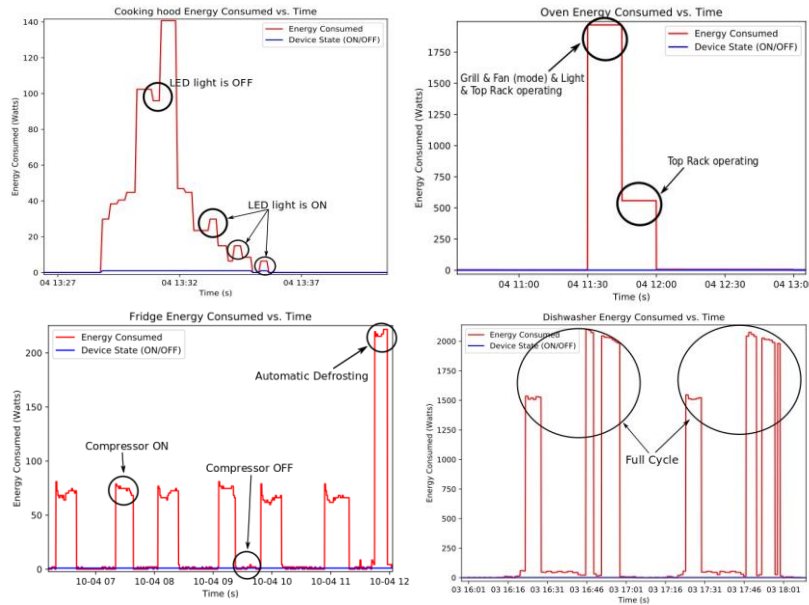 Cooking hood Energy Consumed vs. Time
Energy Consumed (Watts)
140
120
100
80
60
40
20
0
Energy Consumed
Device State (ON/OFF)
LED light is OFF
LED light is ON
04 13:27
04 13:32
04 13:37
Time (s)
Oven Energy Consumed vs. Time
Energy Consumed (Watts)
1750
1500
1250
1000
750
500
250
0
Energy Consumed
Device State (ON/OFF)
Grill & Fan (mode) & Light
& Top Rack operating
Top Rack operating
04 11:00
04 11:30
04 12:00
04 12:30
04 13:0
Time (s)
Fridge Energy Consumed vs. Time
Energy Consumed (Watts)
200
150
100
50
0
Energy Consumed
Device State (ON/OFF)
Automatic Defrosting
Compressor ON
Compressor OFF
10-04 07
10-04 08
10-04 09
10-04 10
10-04 11
10-04 12
Time (s)
Dishwasher Energy Consumed vs. Time
Energy Consumed (Watts)
2000
1750
1500
1250
1000
750
500
250
0
Energy Consumed
Device State (ON/OFF)
Full Cycle
03 16:01
03 16:16
03 16:31
03 16:46
03 17:01
03 17:16
03 17:31
03 17:46
03 18:01
Time (s)